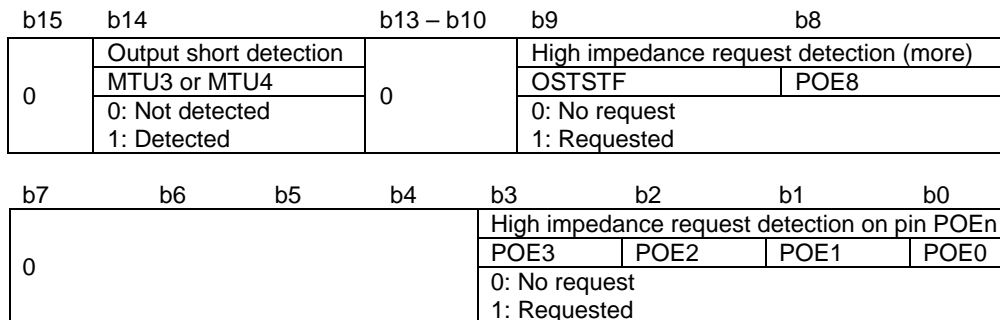 b15 b14 b13 – b10 b9 b8
Output short detection High impedance request detection (more)
MTU3 or MTU4 OSTSTF POE8
0 0
0: Not detected 0: No request
1: Detected 1: Requested
b7 b6 b5 b4 b3 b2 b1 b0
High impedance request detection on pin POEn
POE3 POE2 POE1 POE0
0
0: No request
1: Requested